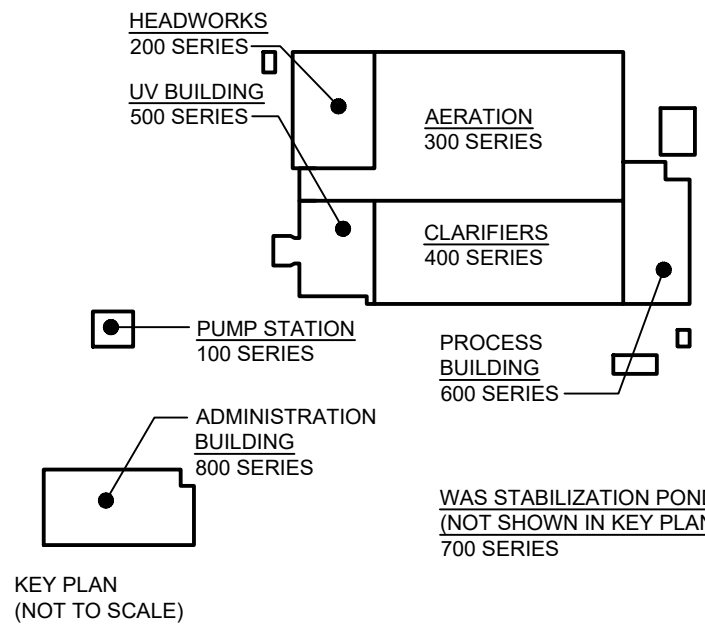 HEADWORKS
200 SERIES
UV BUILDING
500 SERIES
AERATION
300 SERIES
CLARIFIERS
400 SERIES
PUMP STATION
100 SERIES
PROCESS
BUILDING
600 SERIES
ADMINISTRATION
BUILDING
800 SERIES
WAS STABILIZATION POND
(NOT SHOWN IN KEY PLAN
700 SERIES
KEY PLAN
(NOT TO SCALE)